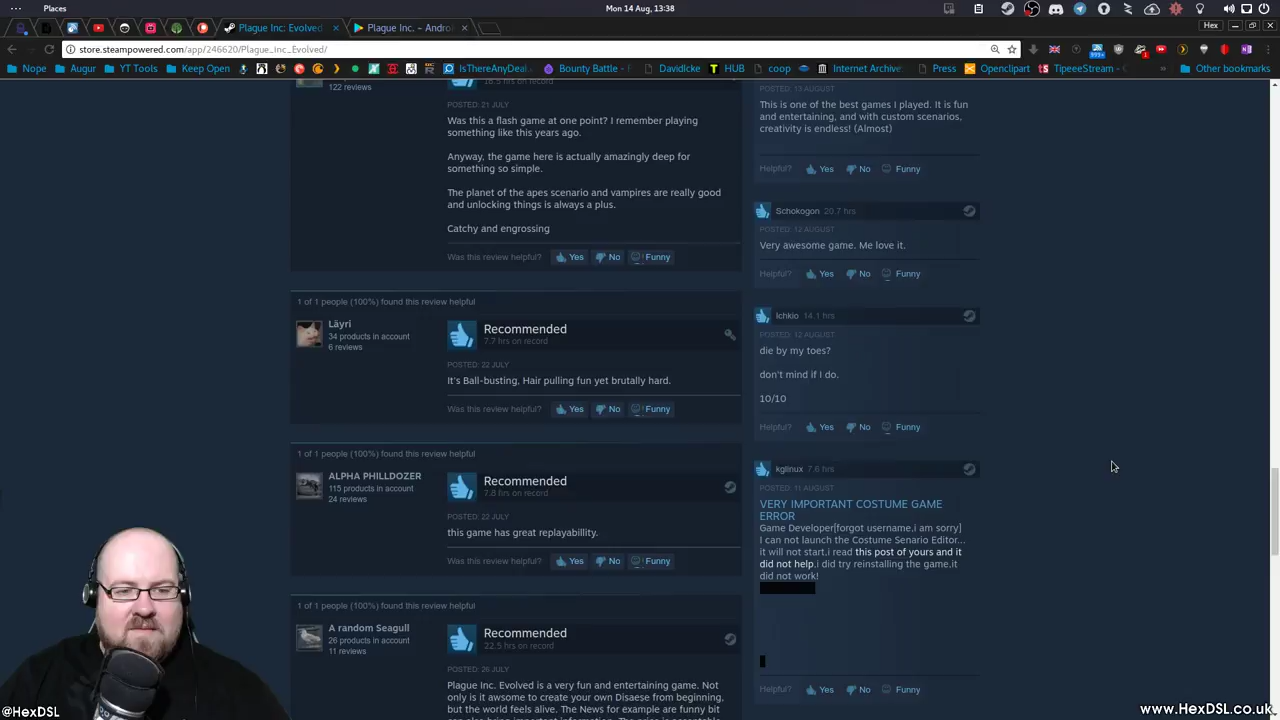 Places
Mon 14 Aug, 13:38
Plague Inc: Evolved
Plague Inc. – Andro
Hex
store.steampowered.com/app/246620/Plague_Inc_Evolved/
Nope
Augur
YT Tools
Keep Open
IsThereAnyDeal
Bounty Battle - I
DavidIcke
HUB
coop
Internet Archive
Press
Openclipart
TipeeeStream -
Other bookmarks
122 reviews
POSTED: 21 JULY
Was this a flash game at one point? I remember playing
something like this years ago.
Anyway, the game here is actually amazingly deep for
something so simple.
The planet of the apes scenario and vampires are really good
and unlocking things is always a plus.
Catchy and engrossing
Was this review helpful? Yes No Funny
1 of 1 people (100%) found this review helpful
Läyri
34 products in account
6 reviews
Recommended
7.7 hrs on record
POSTED: 22 JULY
It's Ball-busting, Hair pulling fun yet brutally hard.
Was this review helpful? Yes No Funny
1 of 1 people (100%) found this review helpful
ALPHA PHILLDOZER
115 products in account
24 reviews
Recommended
7.8 hrs on record
POSTED: 22 JULY
this game has great replayabillity.
Was this review helpful? Yes No Funny
1 of 1 people (100%) found this review helpful
A random Seagull
26 products in account
11 reviews
Recommended
22.5 hrs on record
POSTED: 26 JULY
Plague Inc. Evolved is a very fun and entertaining game. Not
only is it awsome to create your own Disaese from beginning,
but the world feels alive. The News for example are funny bit
POSTED: 13 AUGUST
This is one of the best games I played. It is fun
and entertaining, and with custom scenarios,
creativity is endless! (Almost)
Helpful? Yes No Funny
Schokogon 20.7 hrs
POSTED: 12 AUGUST
Very awesome game. Me love it.
Helpful? Yes No Funny
Ichkio 14.1 hrs
POSTED: 12 AUGUST
die by my toes?
don't mind if I do.
10/10
Helpful? Yes No Funny
kglinux 7.6 hrs
POSTED: 11 AUGUST
VERY IMPORTANT COSTUME GAME
ERROR
Game Developer[forgot username,i am sorry]
I can not launch the Costume Senario Editor...
it will not start,i read this post of yours and it
did not help.i did try reinstalling the game,it
did not work!
Helpful? Yes No Funny
@HexDSL
www.HexDSL.co.uk